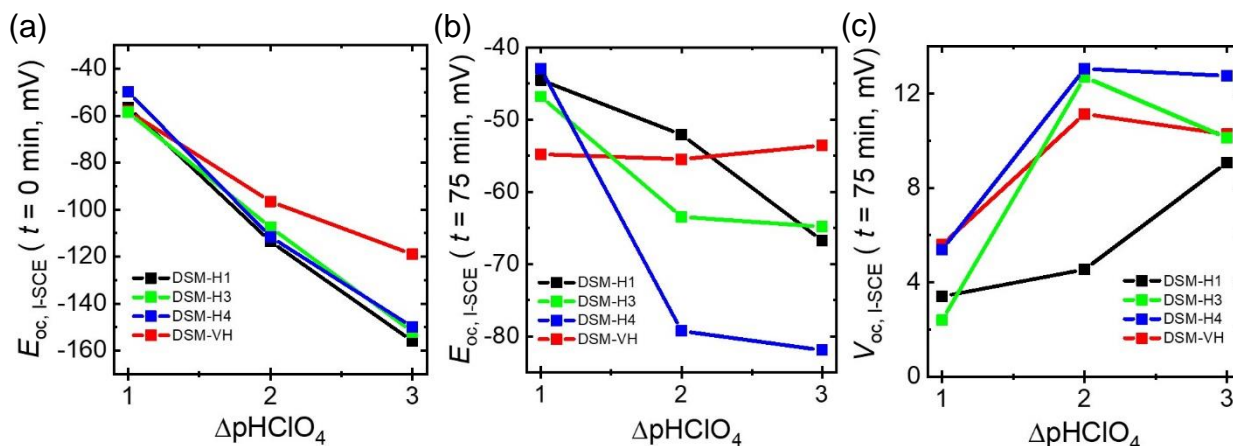 (a)
E_oc, I-SCE ( t = 0 min, mV)
-40
-60
-80
-100
-120
-140
-160
DSM-H1
DSM-H3
DSM-H4
DSM-VH
1 2 3
ΔpHClO₄
(b)
E_oc, I-SCE ( t = 75 min, mV)
-40
-50
-60
-70
-80
DSM-H1
DSM-H3
DSM-H4
DSM-VH
1 2 3
ΔpHClO₄
(c)
V_oc, I-SCE ( t = 75 min, mV)
12
8
4
0
DSM-H1
DSM-H3
DSM-H4
DSM-VH
1 2 3
ΔpHClO₄